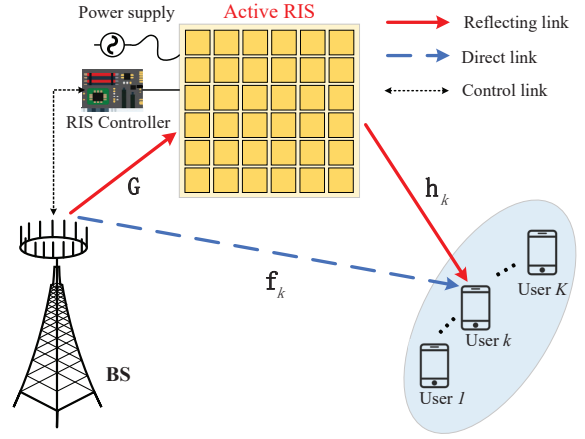 Power supply
Active RIS
Reflecting link
Direct link
Control link
RIS Controller
G
h_k
f_k
BS
User K
User k
User 1